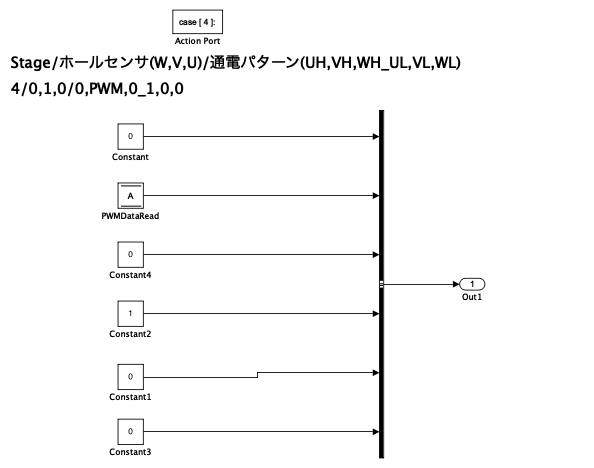 case [ 4 ]:
Action Port
Stage/ホールセンサ(W,V,U)/通電パターン(UH,VH,WH_UL,VL,WL)
4/0,1,0/0,PWM,0_1,0,0
0
Constant
A
PWMDataRead
0
Constant4
1
Out1
1
Constant2
0
Constant1
0
Constant3